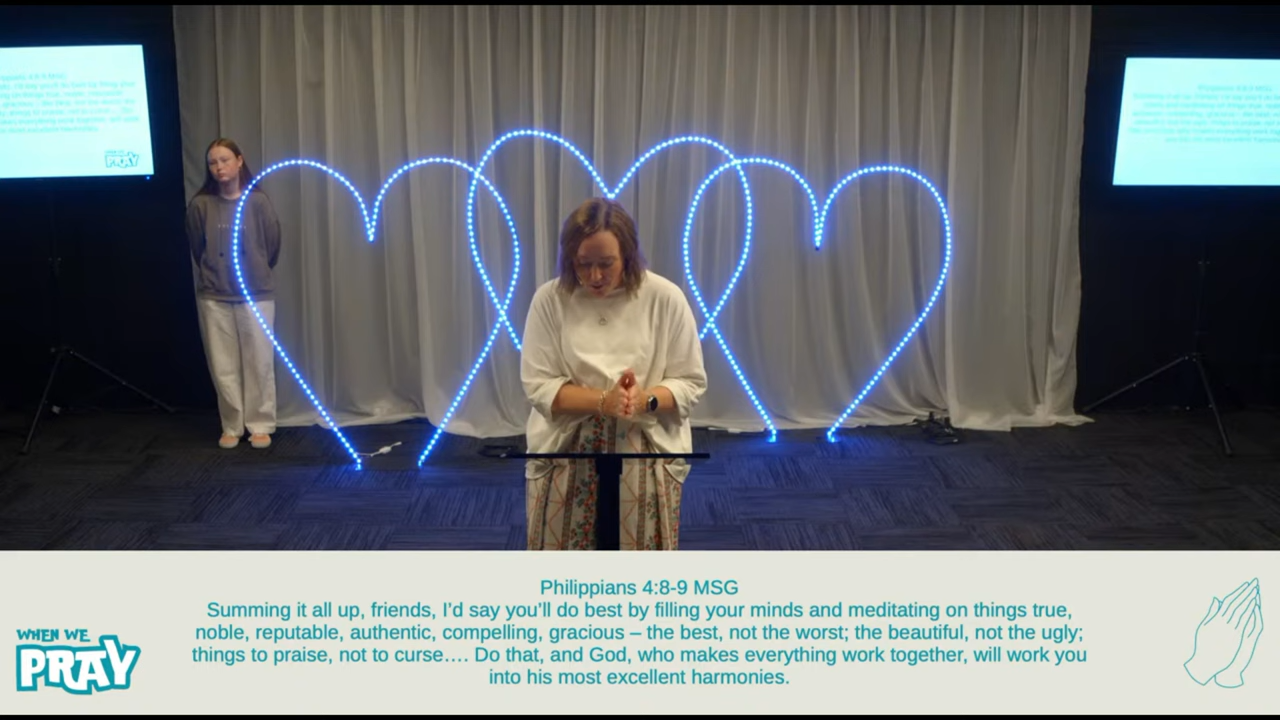 Philippians 4:8-9 MSG
Summing it all up, friends, I'd say you'll do best by filling your minds and meditating on things true,
noble, reputable, authentic, compelling, gracious – the best, not the worst; the beautiful, not the ugly;
things to praise, not to curse…. Do that, and God, who makes everything work together, will work you
into his most excellent harmonies.
WHEN WE
PRAY